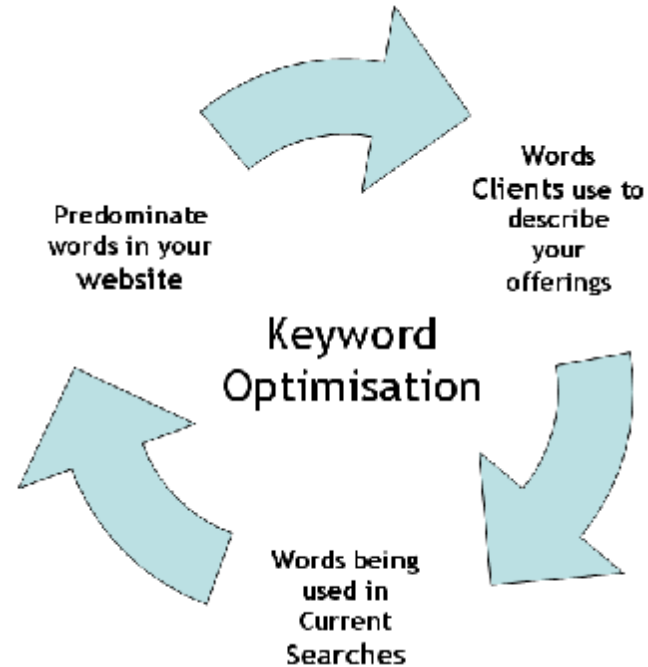 Words
Clients use to
describe
your
offerings
Predominate
words in your
website
Keyword
Optimisation
Words being
used in
Current
Searches